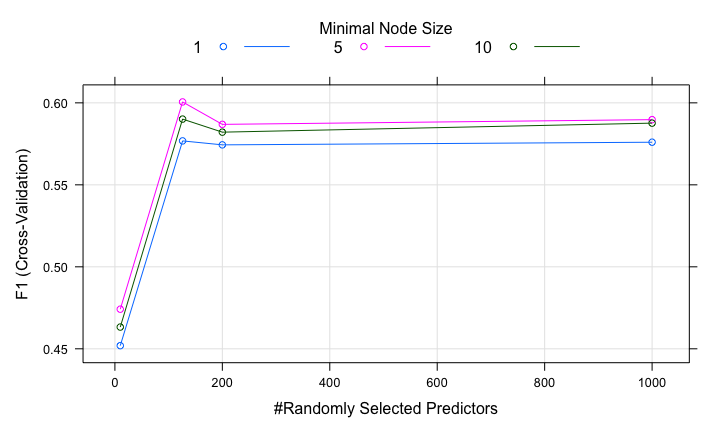 Minimal Node Size
1 5 10
0.60
0.55
0.50
0.45
F1 (Cross-Validation)
0 200 400 600 800 1000
#Randomly Selected Predictors